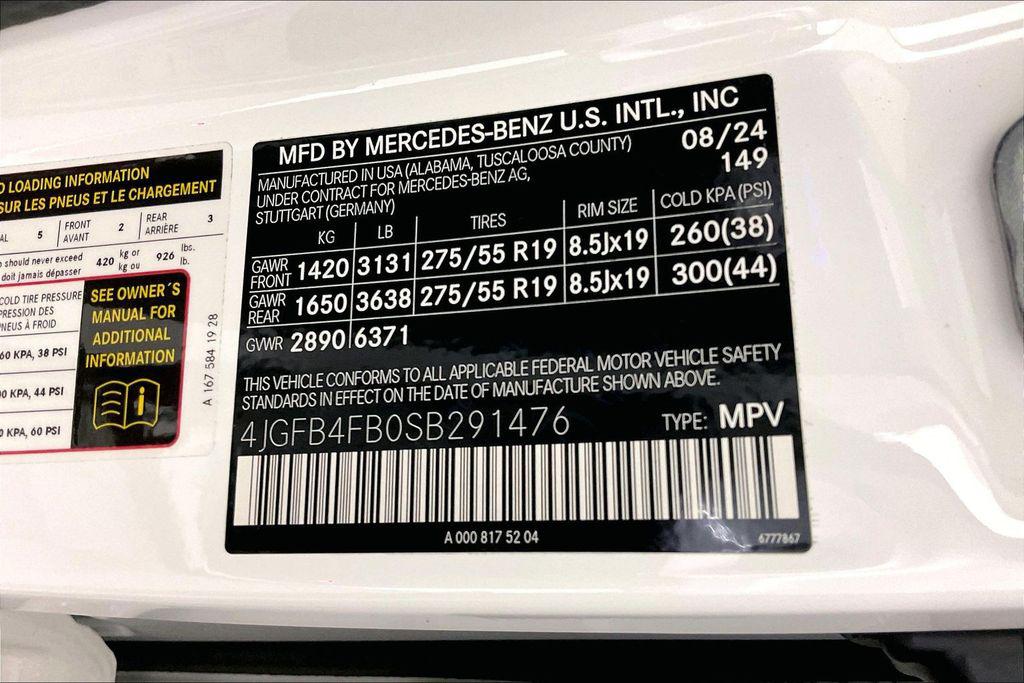 D LOADING INFORMATION
SUR LES PNEUS ET LE CHARGEMENT
AL 5 FRONT AVANT 2 REAR ARRIÈRE 3
should never exceed
doit jamais dépasser
420 kg or kg ou 926 lbs. lb.
COLD TIRE PRESSURE
PRESSION DES
PNEUS À FROID
60 KPA, 38 PSI
00 KPA, 44 PSI
0 KPA, 60 PSI
SEE OWNER´S
MANUAL FOR
ADDITIONAL
INFORMATION
A 167 584 19 28
MFD BY MERCEDES-BENZ U.S. INTL., INC
MANUFACTURED IN USA (ALABAMA, TUSCALOOSA COUNTY) 08/24
UNDER CONTRACT FOR MERCEDES-BENZ AG, 149
STUTTGART (GERMANY)
KG LB TIRES RIM SIZE COLD KPA (PSI)
GAWR FRONT 1420 3131 275/55 R19 8.5Jx19 260(38)
GAWR REAR 1650 3638 275/55 R19 8.5Jx19 300(44)
GVWR 2890 6371
THIS VEHICLE CONFORMS TO ALL APPLICABLE FEDERAL MOTOR VEHICLE SAFETY
STANDARDS IN EFFECT ON THE DATE OF MANUFACTURE SHOWN ABOVE.
4JGFB4FB0SB291476 TYPE: MPV
A 000 817 52 04 6777867